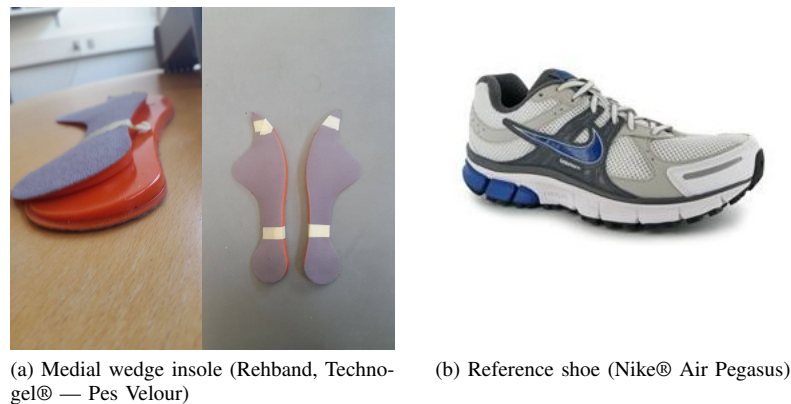 (a) Medial wedge insole (Rehband, Techno-
gel® — Pes Velour)
(b) Reference shoe (Nike® Air Pegasus)